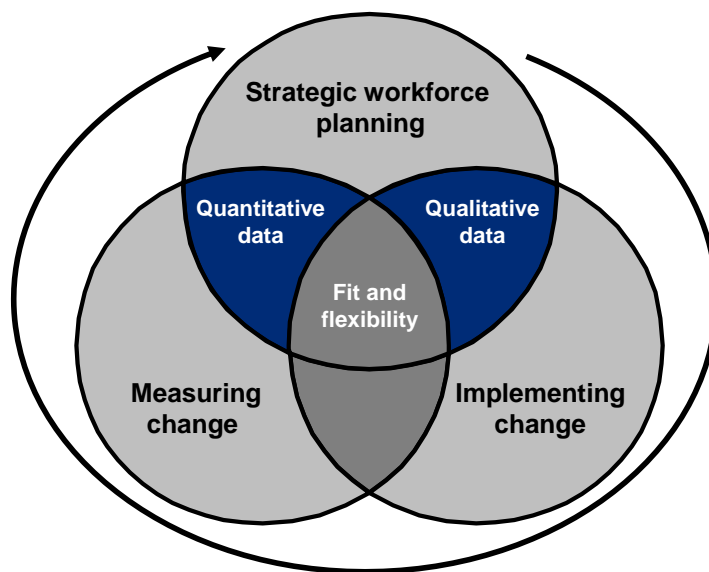 Strategic workforce
planning
Quantitative
data
Qualitative
data
Fit and
flexibility
Measuring
change
Implementing
change